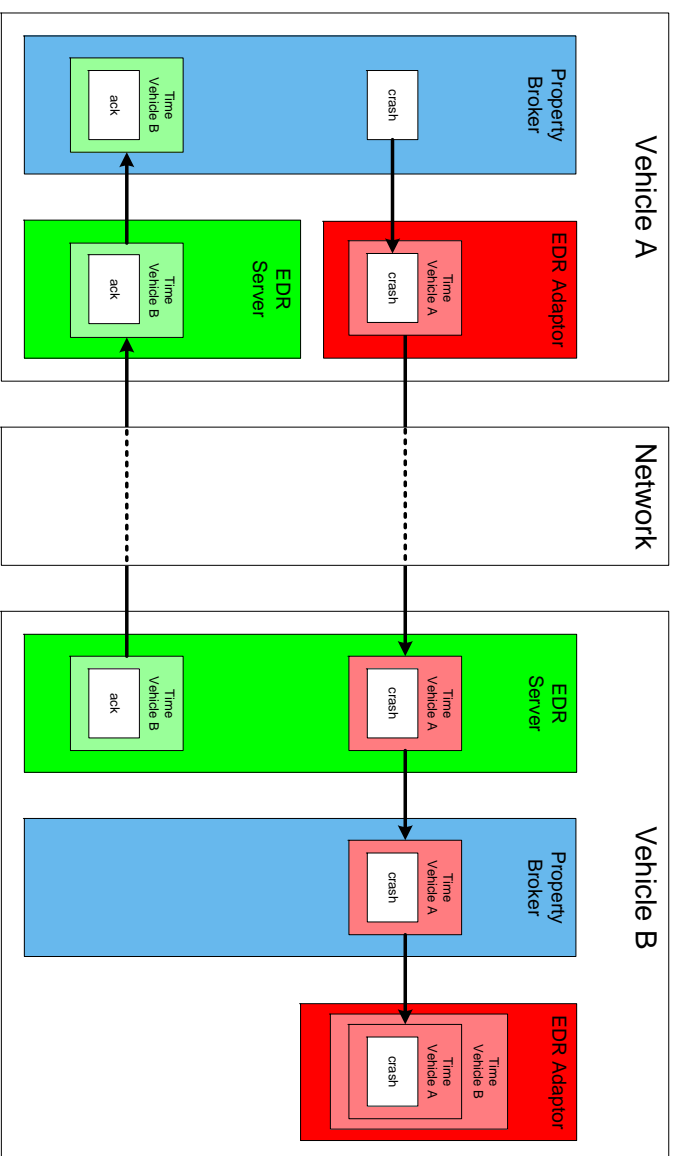 Vehicle A
Network
Vehicle B
Property
Broker
EDR Adaptor
EDR
Server
Property
Broker
EDR Adaptor
crash
Time
Vehicle A
crash
Time
Vehicle A
crash
Time
Vehicle A
crash
Time
Vehicle B
Time
Vehicle A
crash
EDR
Server
Time
Vehicle B
ack
Time
Vehicle B
ack
Time
Vehicle B
ack